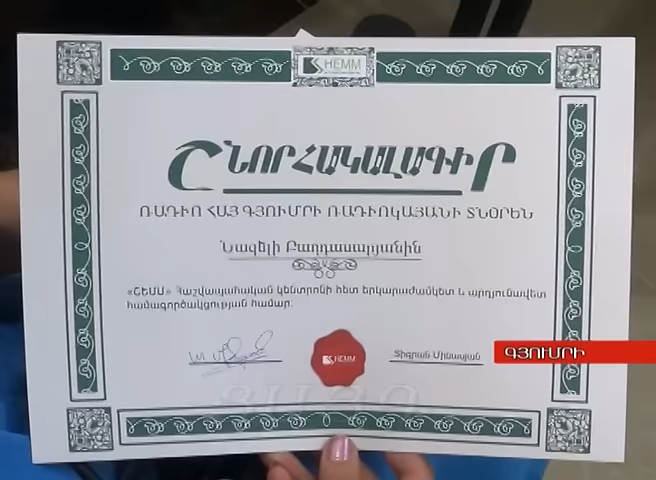 HEMM
ՇՆՈՐՀԱԿԱԼԱԳԻՐ
ՌԱԴԻՈ ՀԱՅ ԳՅՈՒՄՐԻ ՌԱԴԻՈԿԱՅԱՆԻ ՏՆՕՐԵՆ
Նազելի Բաղդասարյանին
«ՇԵՄՄ» Հաշվապահական կենտրոնի հետ երկարաժամկետ և արդյունավետ
համագործակցության համար:
HEMM
Տիգրան Մինասյան
ԳՅՈՒՄՐԻ